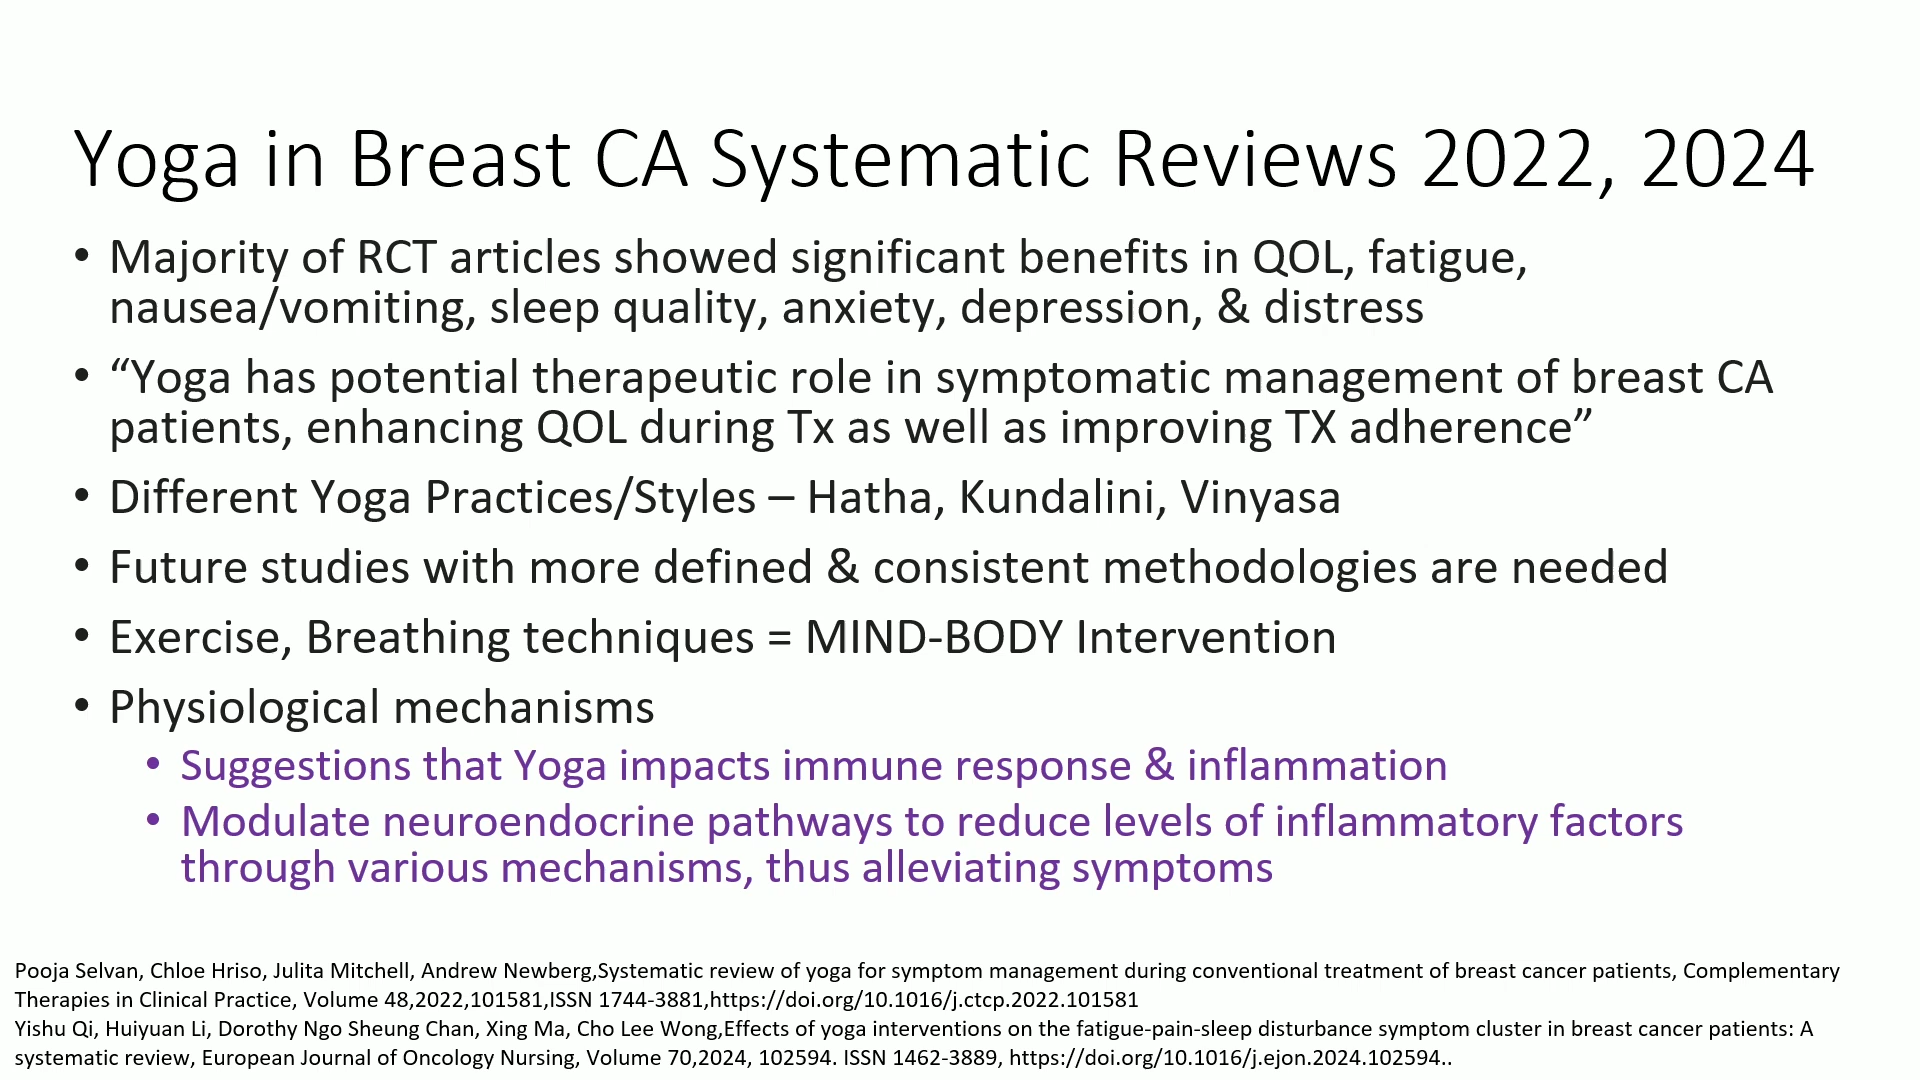 Yoga in Breast CA Systematic Reviews 2022, 2024
• Majority of RCT articles showed significant benefits in QOL, fatigue,
nausea/vomiting, sleep quality, anxiety, depression, & distress
• “Yoga has potential therapeutic role in symptomatic management of breast CA
patients, enhancing QOL during Tx as well as improving TX adherence”
• Different Yoga Practices/Styles – Hatha, Kundalini, Vinyasa
• Future studies with more defined & consistent methodologies are needed
• Exercise, Breathing techniques = MIND-BODY Intervention
• Physiological mechanisms
• Suggestions that Yoga impacts immune response & inflammation
• Modulate neuroendocrine pathways to reduce levels of inflammatory factors
through various mechanisms, thus alleviating symptoms
Pooja Selvan, Chloe Hriso, Julita Mitchell, Andrew Newberg,Systematic review of yoga for symptom management during conventional treatment of breast cancer patients, Complementary
Therapies in Clinical Practice, Volume 48,2022,101581,ISSN 1744-3881,https://doi.org/10.1016/j.ctcp.2022.101581
Yishu Qi, Huiyuan Li, Dorothy Ngo Sheung Chan, Xing Ma, Cho Lee Wong,Effects of yoga interventions on the fatigue-pain-sleep disturbance symptom cluster in breast cancer patients: A
systematic review, European Journal of Oncology Nursing, Volume 70,2024, 102594. ISSN 1462-3889, https://doi.org/10.1016/j.ejon.2024.102594..